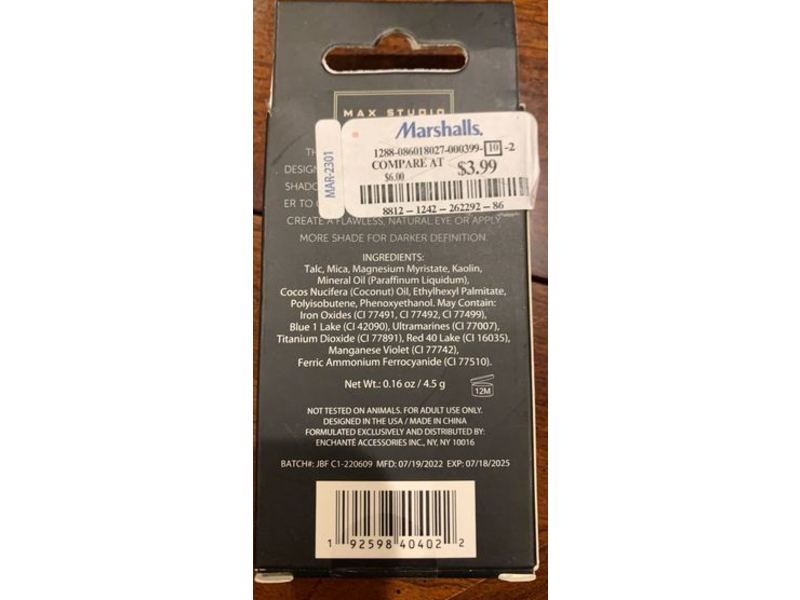 MAX STUDIO
Marshalls.
MAR-2301
1288-086018027-000399-10-2
COMPARE AT
$6.00
$3.99
8812-1242-262292-86
TH
DESIGN
SHADO
ER TO
CREATE A FLAWLESS, NATURAL EYE OR APPLY
MORE SHADE FOR DARKER DEFINITION.
INGREDIENTS:
Talc, Mica, Magnesium Myristate, Kaolin,
Mineral Oil (Paraffinum Liquidum),
Cocos Nucifera (Coconut) Oil, Ethylhexyl Palmitate,
Polyisobutene, Phenoxyethanol. May Contain:
Iron Oxides (CI 77491, CI 77492, CI 77499),
Blue 1 Lake (CI 42090), Ultramarines (CI 77007),
Titanium Dioxide (CI 77891), Red 40 Lake (CI 16035),
Manganese Violet (CI 77742),
Ferric Ammonium Ferrocyanide (CI 77510).
Net Wt.: 0.16 oz / 4.5 g
12M
NOT TESTED ON ANIMALS. FOR ADULT USE ONLY.
DESIGNED IN THE USA / MADE IN CHINA
FORMULATED EXCLUSIVELY AND DISTRIBUTED BY:
ENCHANTÉ ACCESSORIES INC., NY, NY 10016
BATCH#: JBF C1-220609 MFD: 07/19/2022 EXP: 07/18/2025
1 92598 40402 2